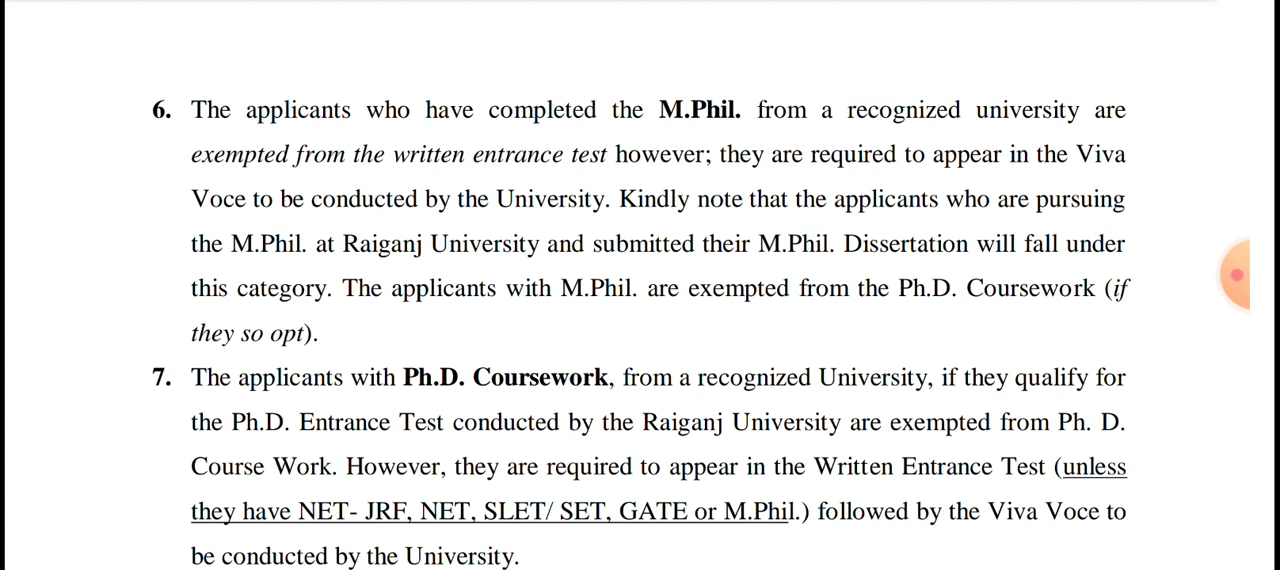 6. The applicants who have completed the M.Phil. from a recognized university are
exempted from the written entrance test however; they are required to appear in the Viva
Voce to be conducted by the University. Kindly note that the applicants who are pursuing
the M.Phil. at Raiganj University and submitted their M.Phil. Dissertation will fall under
this category. The applicants with M.Phil. are exempted from the Ph.D. Coursework (if
they so opt).
7. The applicants with Ph.D. Coursework, from a recognized University, if they qualify for
the Ph.D. Entrance Test conducted by the Raiganj University are exempted from Ph. D.
Course Work. However, they are required to appear in the Written Entrance Test (unless
they have NET- JRF, NET, SLET/ SET, GATE or M.Phil.) followed by the Viva Voce to
be conducted by the University.